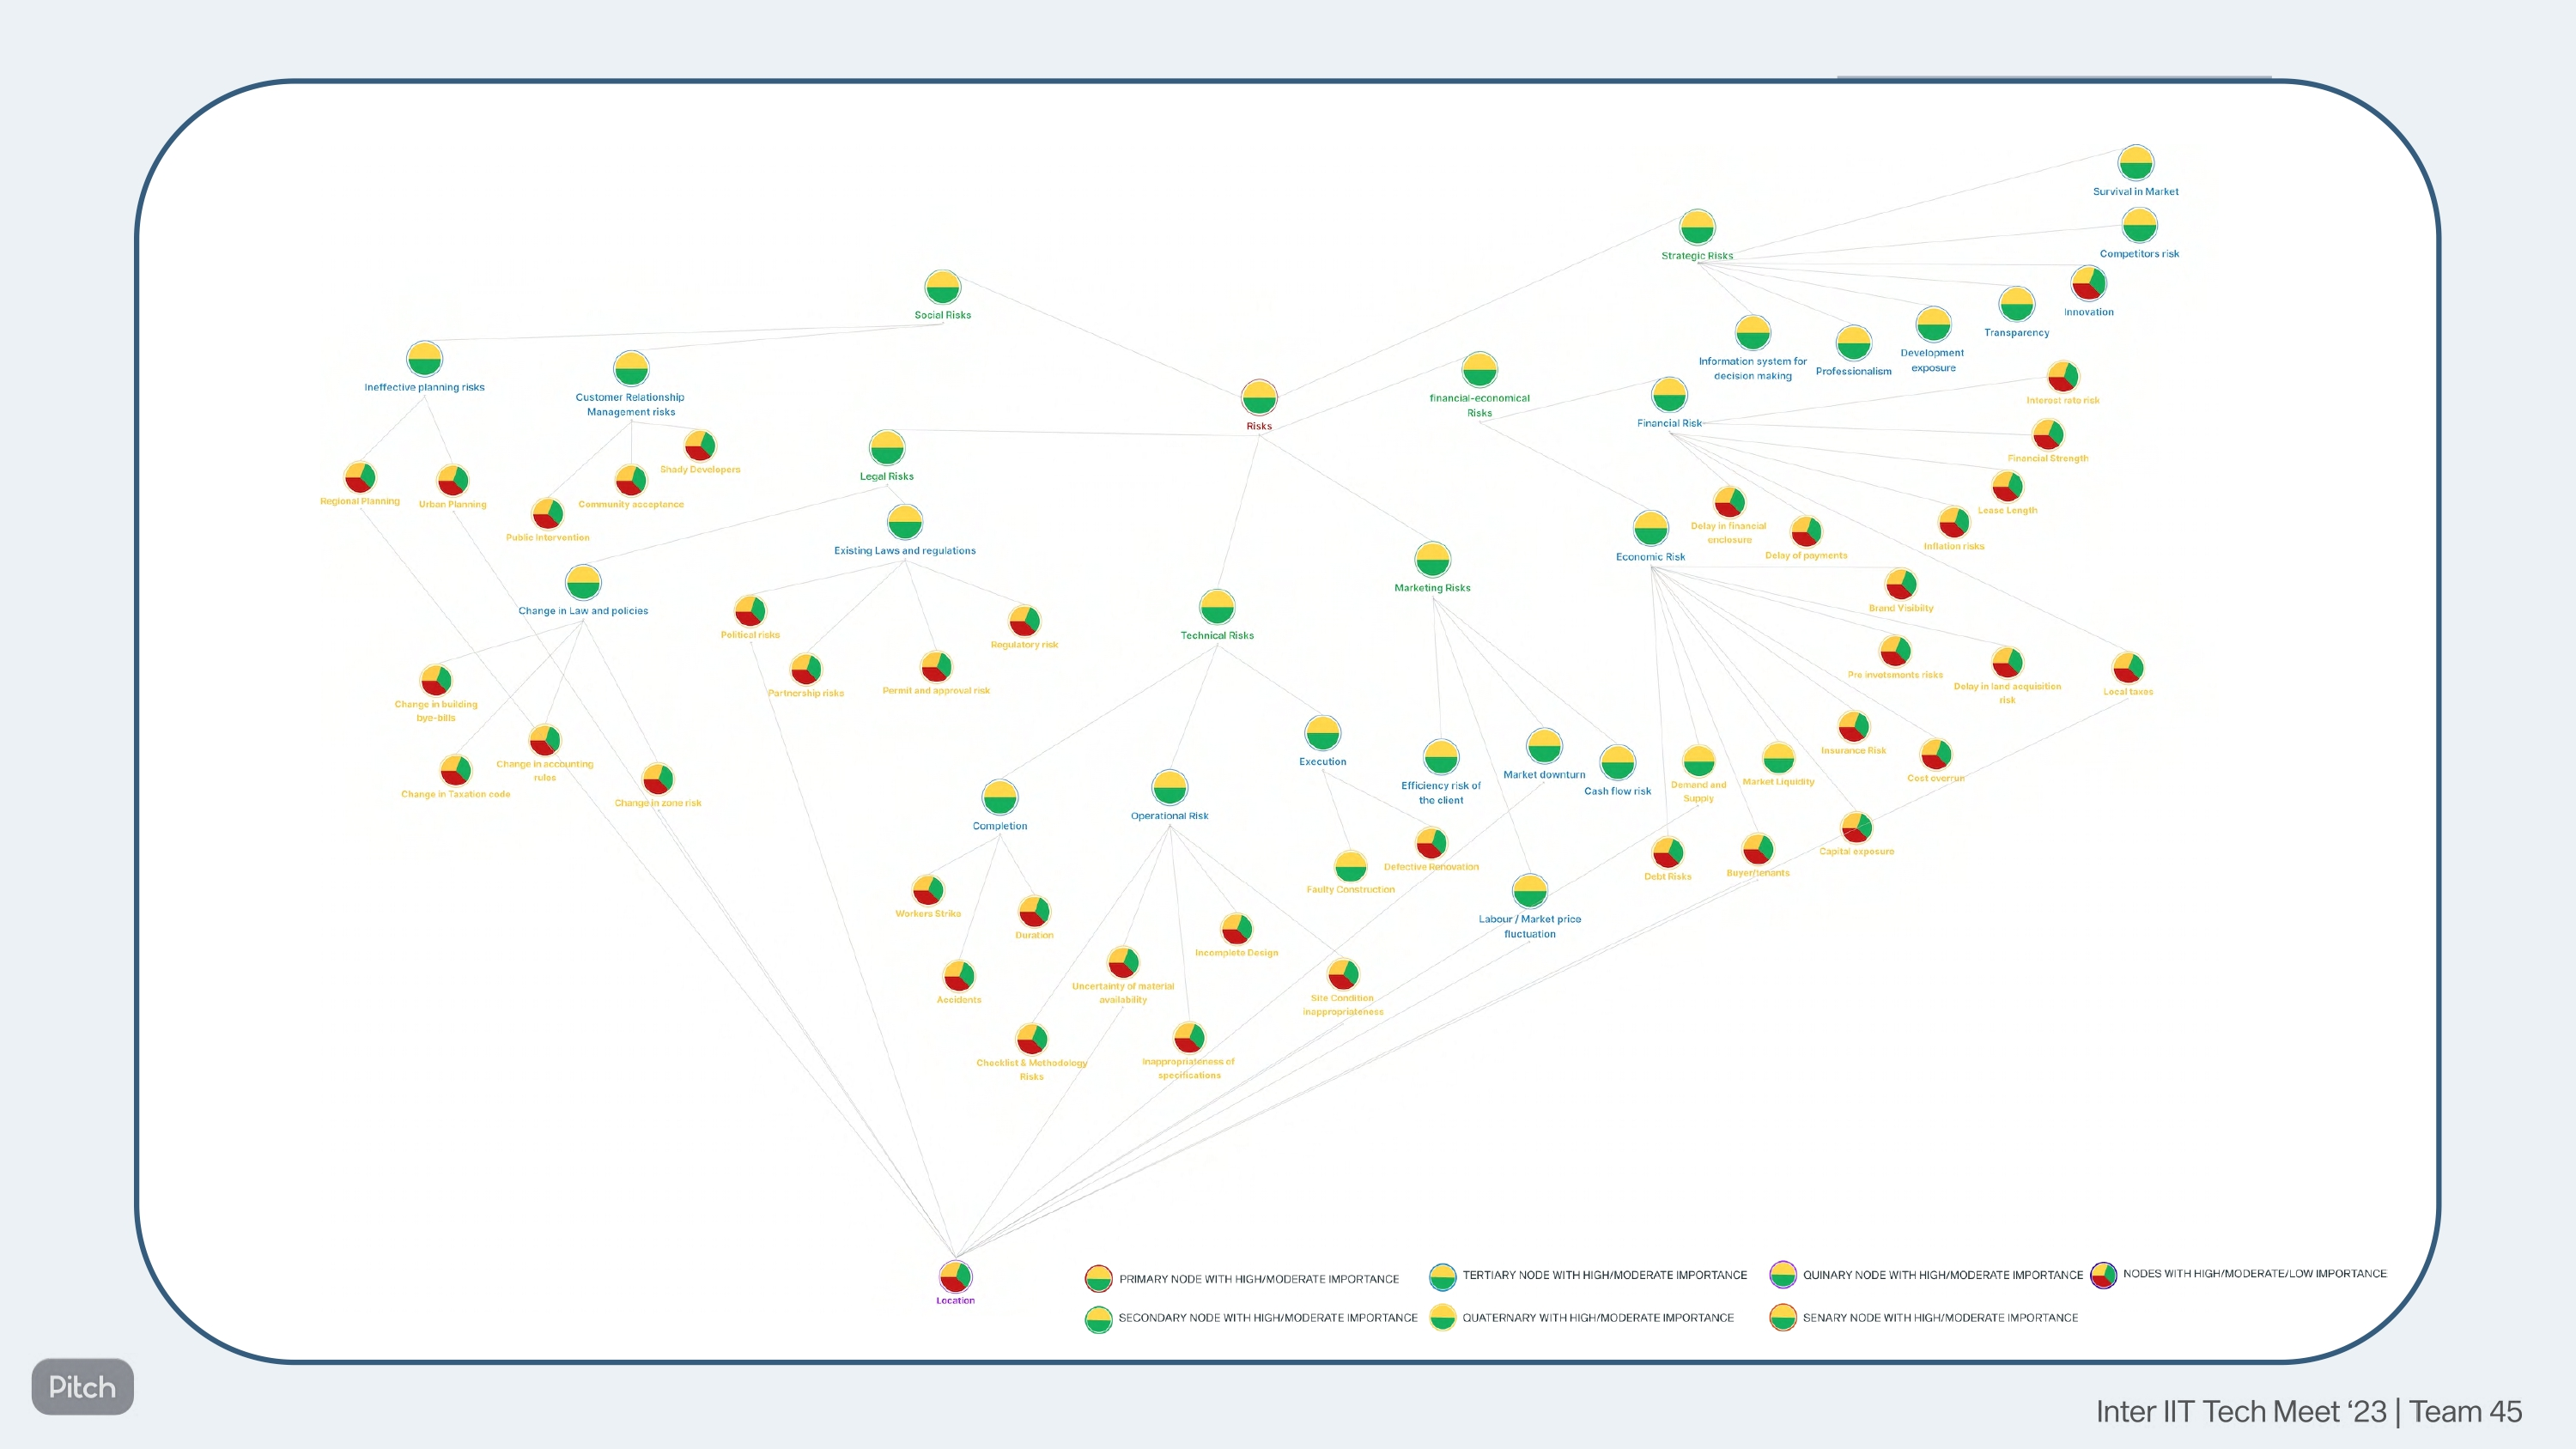 Survival in Market
Strategic Risks
Competitors risk
Social Risks
Innovation
Transparency
Information system for
decision making
Professionalism
Development
exposure
Ineffective planning risks
Customer Relationship
Management risks
financial-economical
Risks
Interest rate risk
Risks
Financial Risk
Shady Developers
Legal Risks
Financial Strength
Regional Planning
Urban Planning
Community acceptance
Public Intervention
Lease Length
Delay in financial
enclosure
Delay of payments
Inflation risks
Existing Laws and regulations
Economic Risk
Marketing Risks
Change in Law and policies
Brand Visibilty
Political risks
Technical Risks
Regulatory risk
Partnership risks
Permit and approval risk
Pre invetsments risks
Delay in land acquisition
risk
Local taxes
Change in building
bye-bills
Change in accounting
rules
Change in Taxation code
Change in zone risk
Execution
Efficiency risk of
the client
Market downturn
Cash flow risk
Demand and
Supply
Market Liquidity
Insurance Risk
Cost overrun
Completion
Operational Risk
Capital exposure
Defective Renovation
Faulty Construction
Debt Risks
Buyer/tenants
Workers Strike
Duration
Labour / Market price
fluctuation
Incomplete Design
Accidents
Uncertainty of material
availability
Site Condition
inappropriateness
Checklist & Methodology
Risks
Inappropriateness of
specifications
Location
PRIMARY NODE WITH HIGH/MODERATE IMPORTANCE
TERTIARY NODE WITH HIGH/MODERATE IMPORTANCE
QUINARY NODE WITH HIGH/MODERATE IMPORTANCE
NODES WITH HIGH/MODERATE/LOW IMPORTANCE
SECONDARY NODE WITH HIGH/MODERATE IMPORTANCE
QUATERNARY WITH HIGH/MODERATE IMPORTANCE
SENARY NODE WITH HIGH/MODERATE IMPORTANCE
Pitch
Inter IIT Tech Meet ‘23 | Team 45